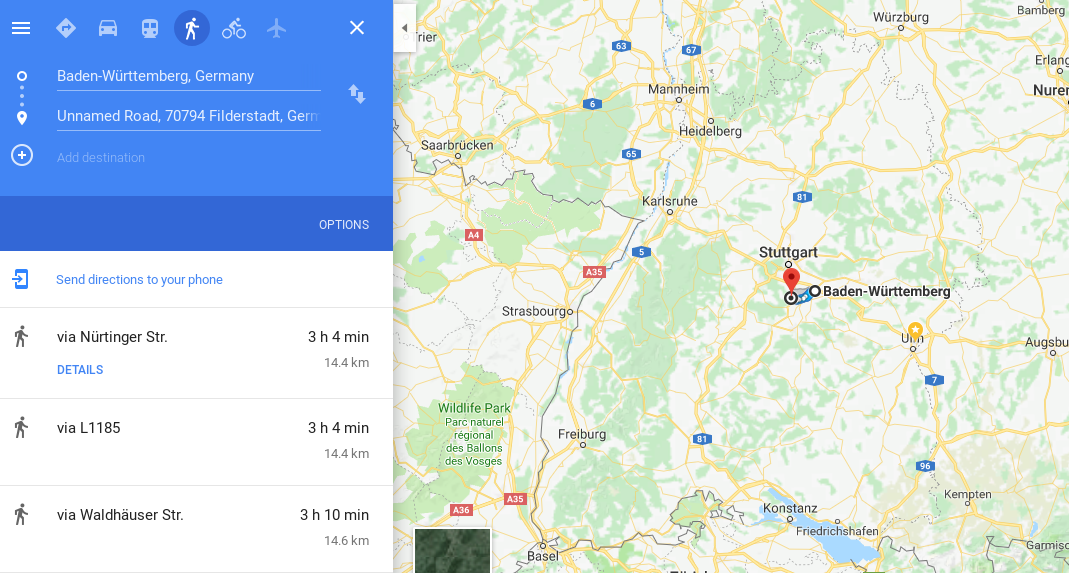 Baden-Württemberg, Germany
Unnamed Road, 70794 Filderstadt, Germ
Add destination
OPTIONS
Send directions to your phone
via Nürtinger Str.
3 h 4 min
14.4 km
DETAILS
via L1185
3 h 4 min
14.4 km
via Waldhäuser Str.
3 h 10 min
14.6 km
Trier
Würzburg
Bamberg
63
67
Erlang
Mannheim
Nuren
6
Heidelberg
Saarbrücken
65
Karlsruhe
81
A4
5
Stuttgart
A35
Baden-Württemberg
Strasbourg
Ulm
Augsbu
7
Wildlife Park
Parc naturel
régional
des Ballons
des Vosges
Freiburg
81
96
A35
A36
Kempten
Konstanz
Friedrichshafen
Basel
Garmisc